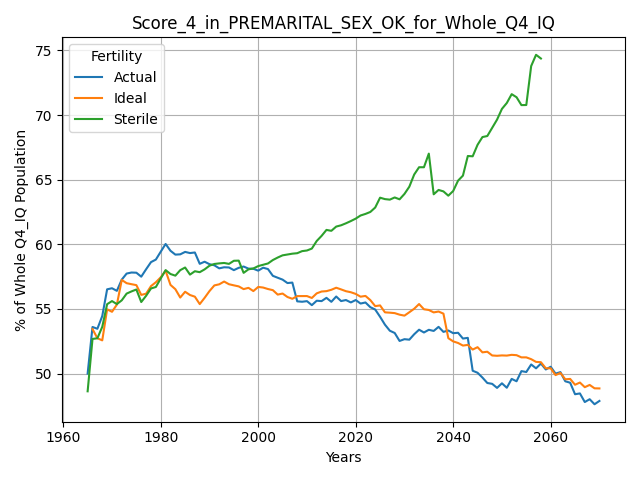 Score_4_in_PREMARITAL_SEX_OK_for_Whole_Q4_IQ
% of Whole Q4_IQ Population
75
70
65
60
55
50
Fertility
Actual
Ideal
Sterile
1960
1980
2000
2020
2040
2060
Years